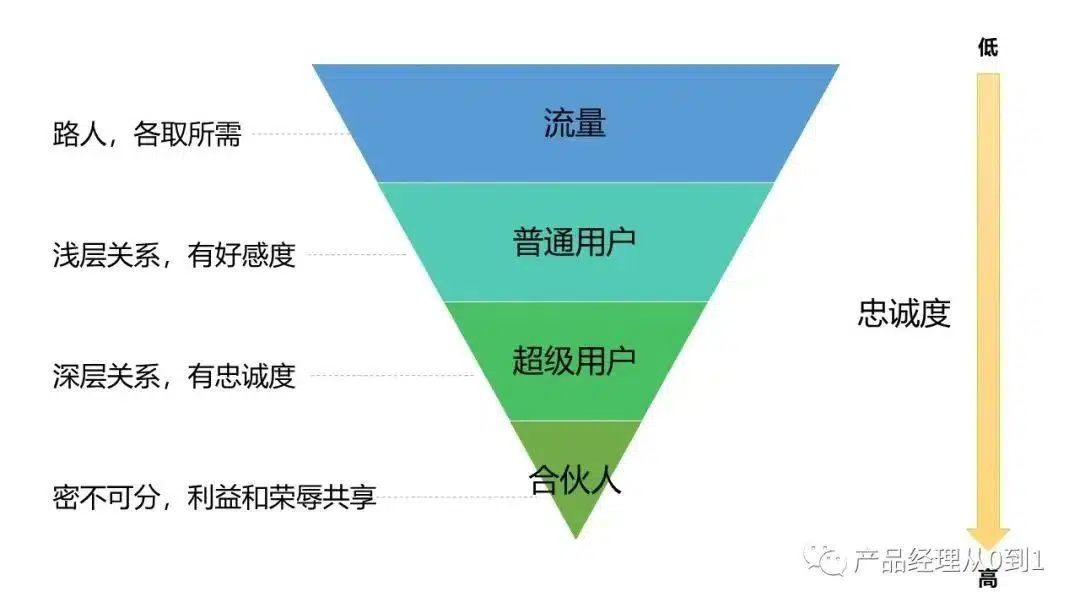 低
路人，各取所需
流量
浅层关系，有好感度
普通用户
忠诚度
深层关系，有忠诚度
超级用户
密不可分，利益和荣辱共享
合伙人
产品经理从0到1
高